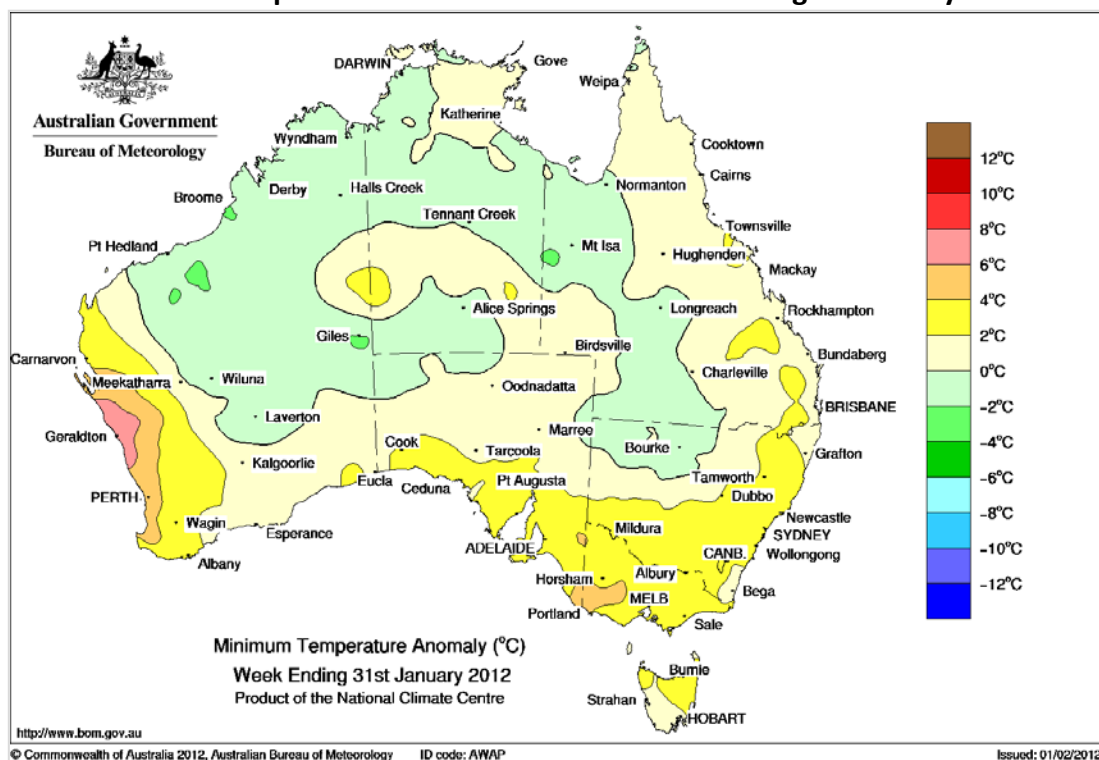 DARWIN
Gove
Weipa
Australian Government
Bureau of Meteorology
Katherine
Wyndham
Cooktown
Cairns
Derby
Halls Creek
Normanton
Broome
Tennant Creek
Townsville
Pt Hedland
Mt Isa
Hughenden
Mackay
Alice Springs
Longreach
Rockhampton
Giles
Birdsville
Bundaberg
Carnarvon
Meekatharra
Wiluna
Oodnadatta
Charleville
Laverton
BRISBANE
Geraldton
Marree
Cook
Bourke
Grafton
Kalgoorlie
Tarcoola
Eucla
Ceduna
Pt Augusta
Tamworth
PERTH
Dubbo
Wagin
Esperance
Mildura
Newcastle
SYDNEY
ADELAIDE
CANB.
Wollongong
Albany
Horsham
Albury
Bega
MELB
Portland
Sale
12°C
10°C
8°C
6°C
4°C
2°C
0°C
-2°C
-4°C
-6°C
-8°C
-10°C
-12°C
Minimum Temperature Anomaly (°C)
Week Ending 31st January 2012
Product of the National Climate Centre
Burnie
Strahan
HOBART
http://www.bom.gov.au
© Commonwealth of Australia 2012, Australian Bureau of Meteorology ID code: AWAP Issued: 01/02/2012